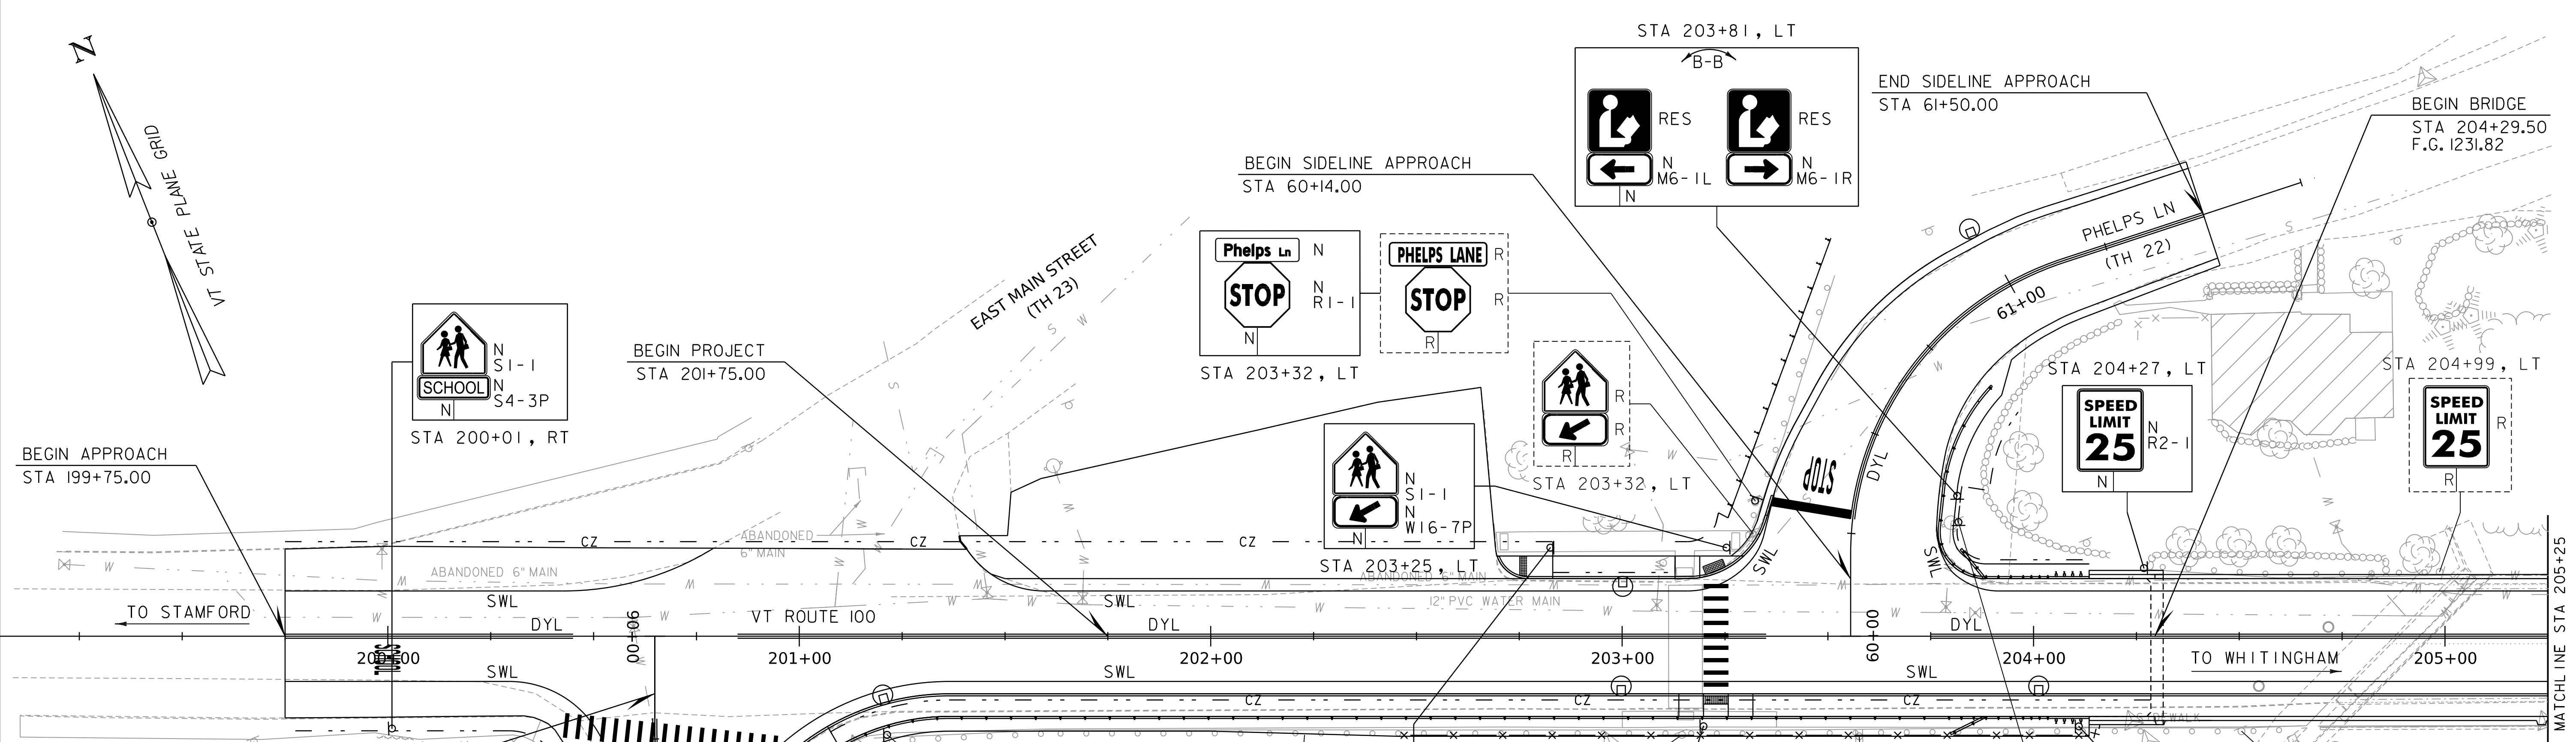 STA 203+81, LT
B-B
RES
RES
N
M6-1L
N
M6-1R
N
END SIDELINE APPROACH
STA 61+50.00
BEGIN BRIDGE
STA 204+29.50
F.G. 1231.82
N
VT STATE PLANE GRID
BEGIN SIDELINE APPROACH
STA 60+14.00
EAST MAIN STREET
(TH 23)
Phelps Ln
N
STOP
N
R1-1
N
STA 203+32, LT
PHELPS LANE
R
STOP
R
R
PHELPS LN
(TH 22)
61+00
N
S1-1
SCHOOL
N
S4-3P
N
STA 200+01, RT
BEGIN PROJECT
STA 201+75.00
R
R
R
STA 203+32, LT
N
S1-1
N
W16-7P
N
STA 203+25, LT
STA 204+27, LT
SPEED
LIMIT
25
N
R2-1
N
STA 204+99, LT
SPEED
LIMIT
25
R
R
BEGIN APPROACH
STA 199+75.00
STOP
DYL
SWL
SWL
CZ
CZ
CZ
ABANDONED
6" MAIN
ABANDONED 6" MAIN
ABANDONED 6" MAIN
12" PVC WATER MAIN
SWL
SWL
TO STAMFORD
DYL
90+00
VT ROUTE 100
DYL
60+00
DYL
200+00
201+00
202+00
203+00
204+00
205+00
TO WHITINGHAM
SWL
SWL
SWL
CZ
CZ
CZ
SIDEWALK
MATCHLINE STA 205+25